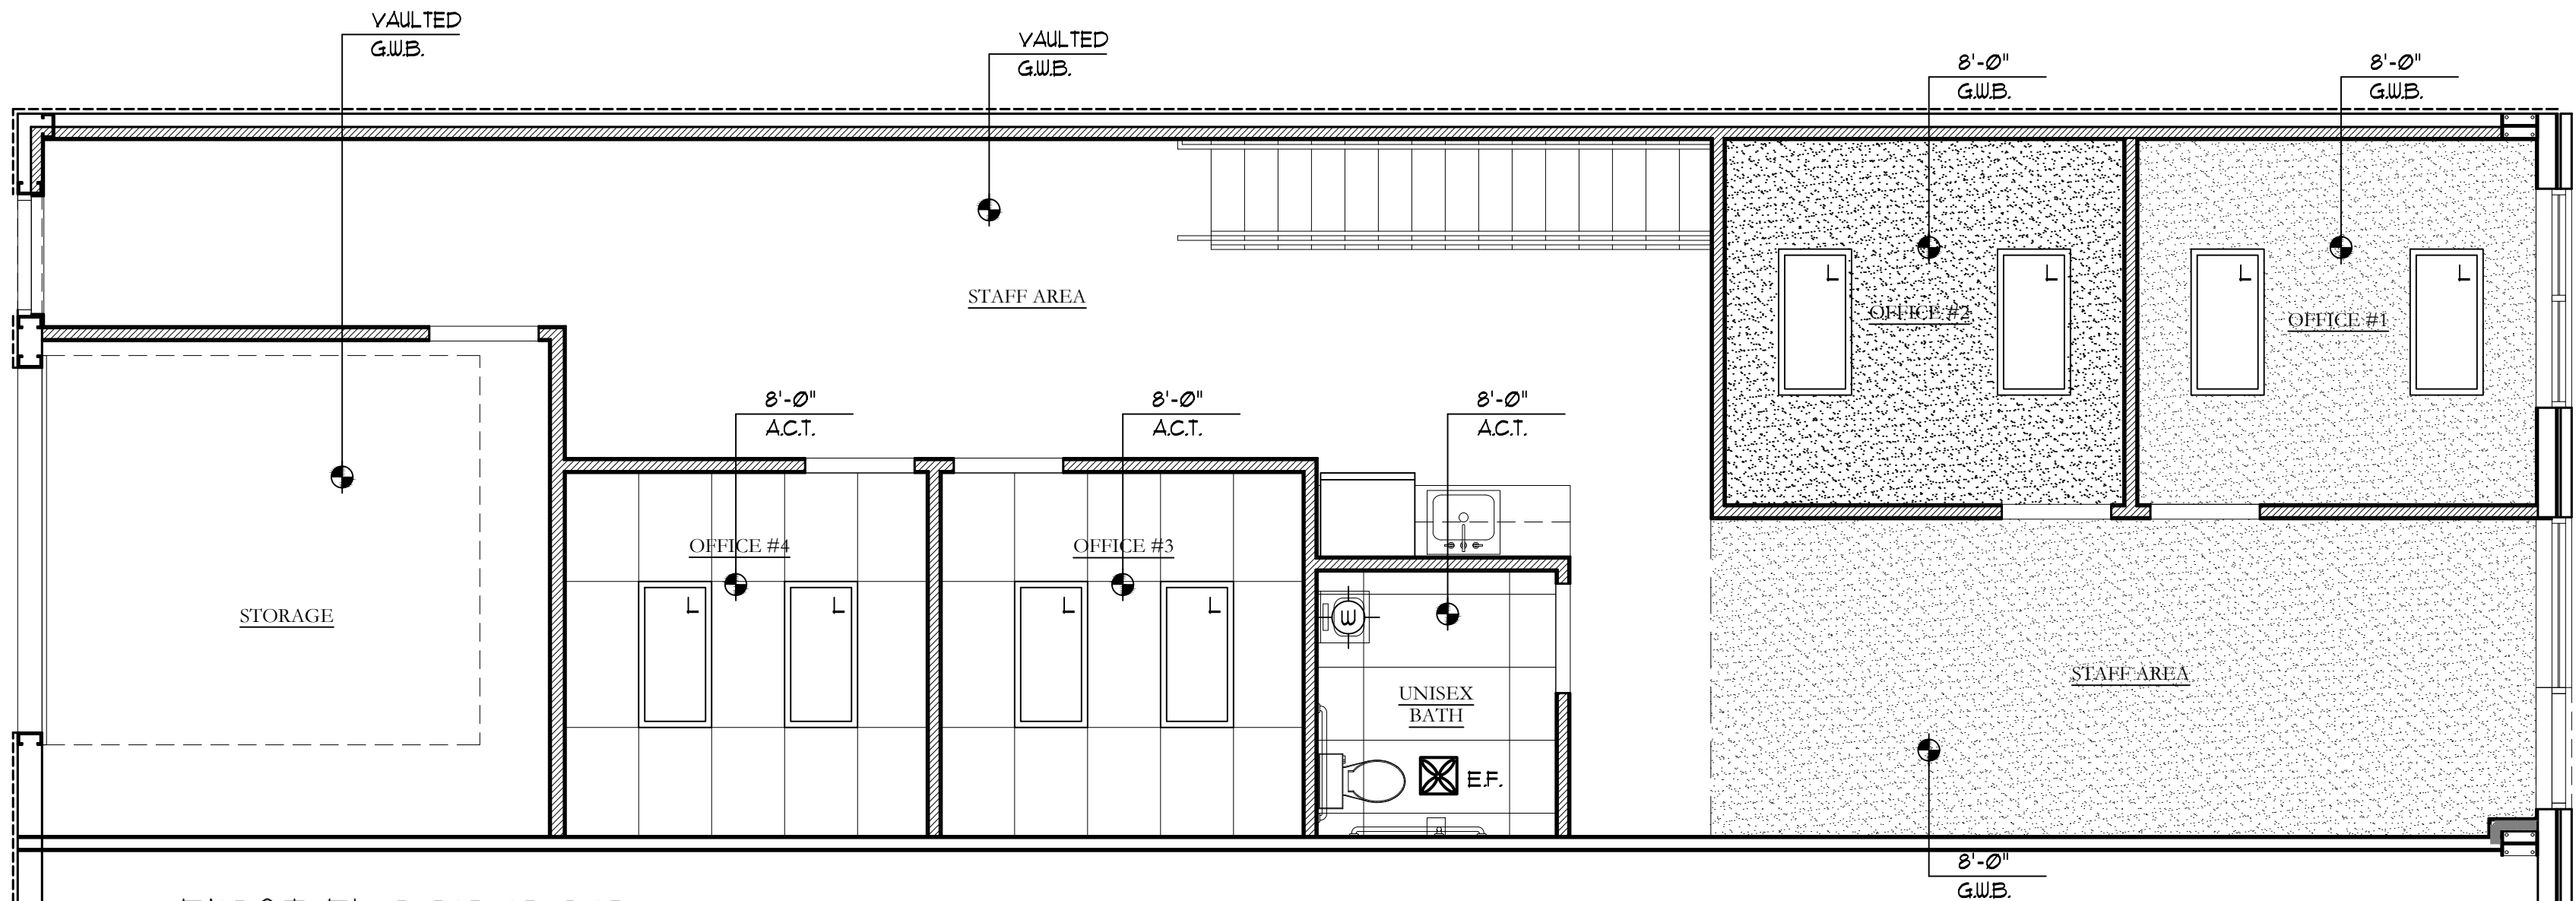 VAULTED
G.W.B.
VAULTED
G.W.B.
8'-0"
G.W.B.
8'-0"
G.W.B.
STAFF AREA
OFFICE #2
OFFICE #1
8'-0"
A.C.T.
8'-0"
A.C.T.
8'-0"
A.C.T.
L
L
L
L
OFFICE #4
OFFICE #3
STORAGE
L
L
L
L
W
UNISEX
BATH
E.F.
STAFF AREA
8'-0"
G.W.B.